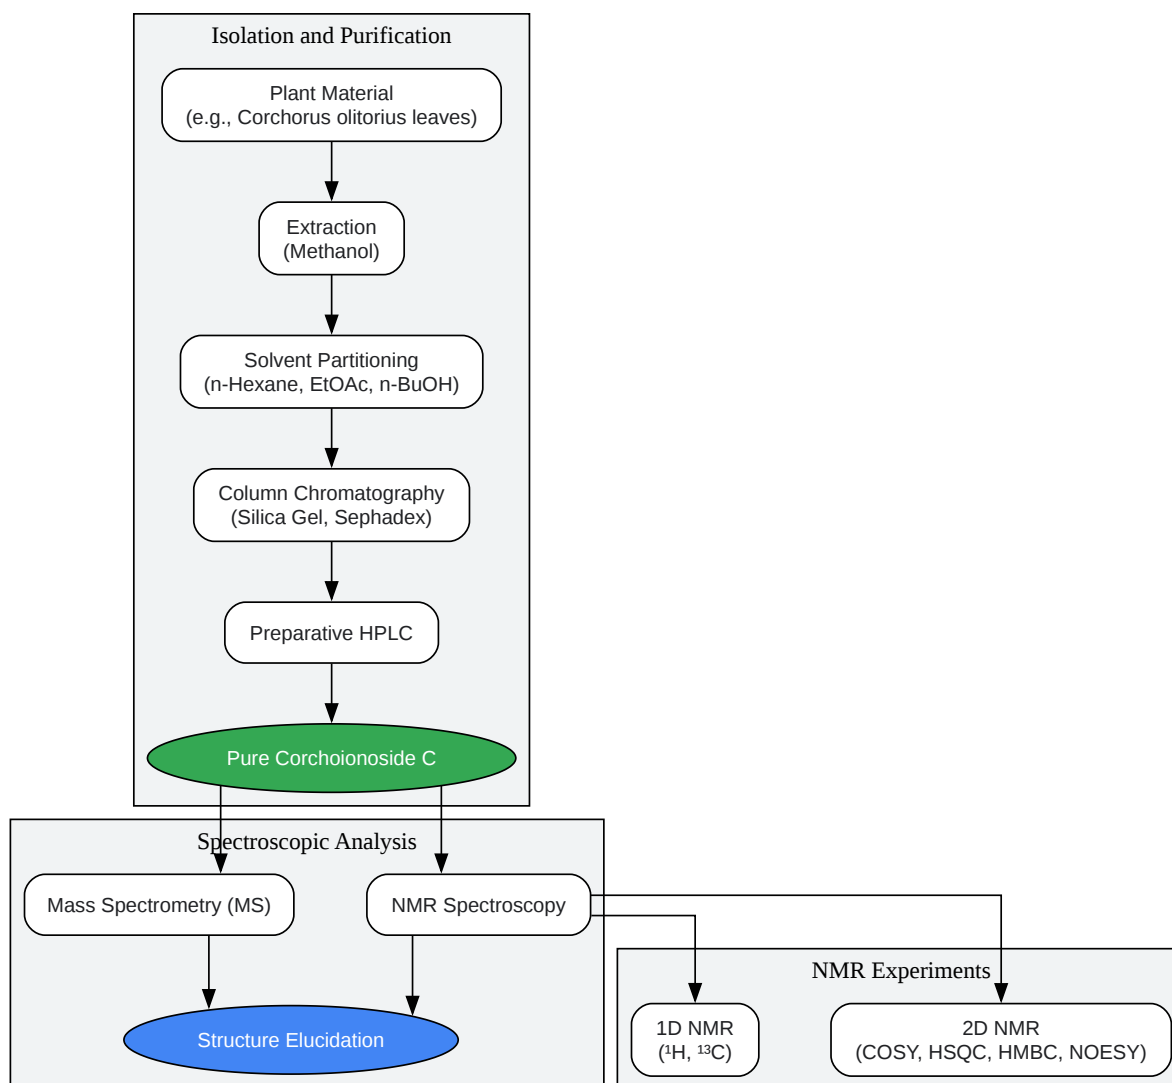 Isolation and Purification
Plant Material
(e.g., Corchorus olitorius leaves)
Extraction
(Methanol)
Solvent Partitioning
(n-Hexane, EtOAc, n-BuOH)
Column Chromatography
(Silica Gel, Sephadex)
Preparative HPLC
Pure Corchoionoside C
Spectroscopic Analysis
Mass Spectrometry (MS)
NMR Spectroscopy
Structure Elucidation
NMR Experiments
1D NMR
(¹H, ¹³C)
2D NMR
(COSY, HSQC, HMBC, NOESY)